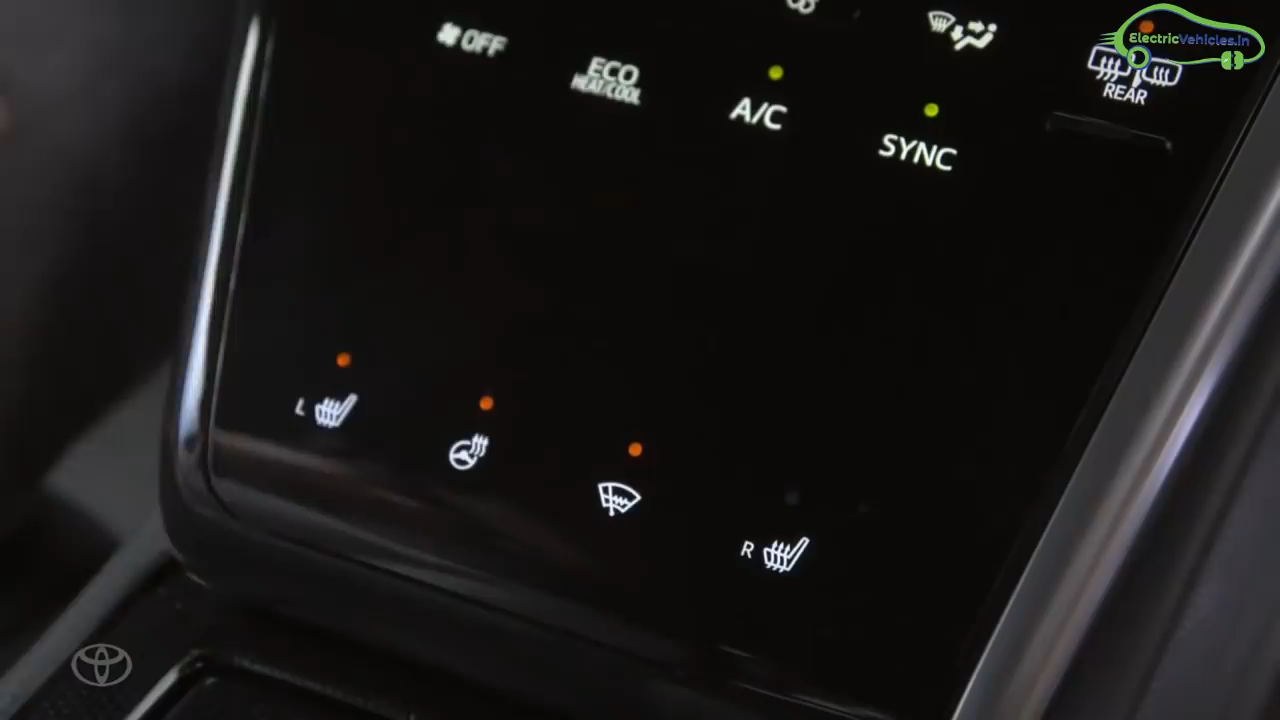 OFF
ECO
HEAT/COOL
A/C
SYNC
REAR
ElectricVehicles.in
L
R